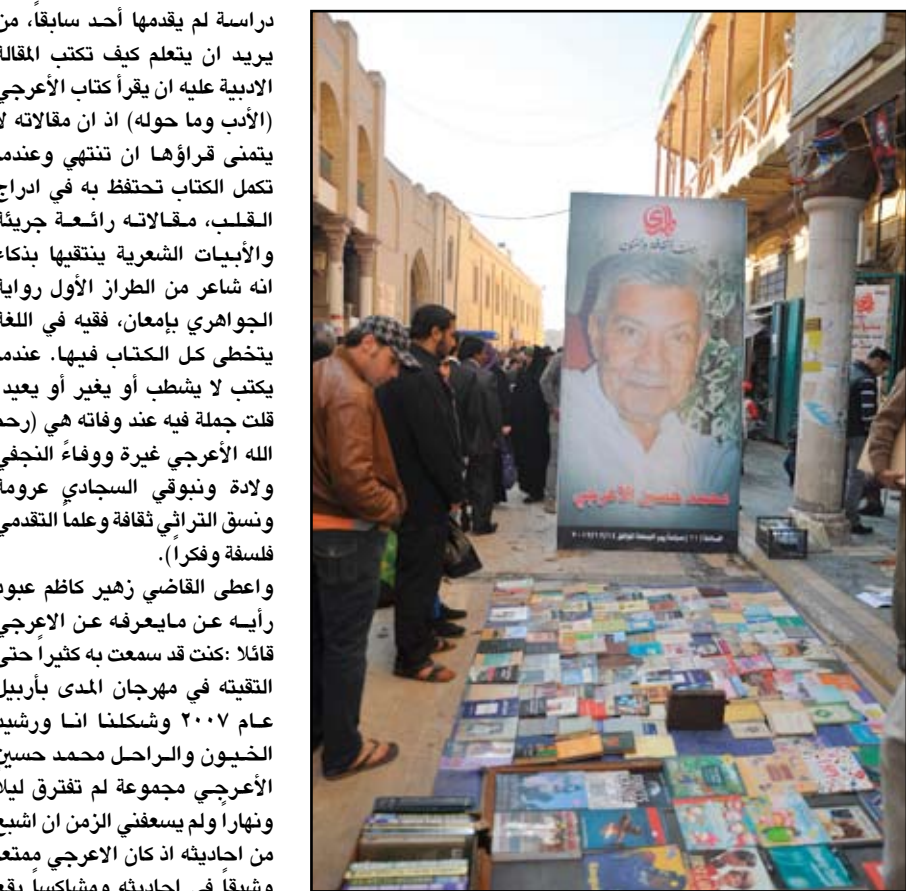 دراسة لم يقدمها أحد سابقاً، من
يريد ان يتعلم كيف تكتب المقالة
الادبية عليه ان يقرأ كتاب الأعرجي
(الأدب وما حوله) اذ ان مقالاته لا
يتمنى قراؤها ان تنتهي وعندما
تكمل الكتاب تحتفظ به في ادراج
القلب، مقالاته رائعة جريئة
والأبيات الشعرية ينتقيها بذكاء
انه شاعر من الطراز الأول رواية
الجواهري بإمعان، فقيه في اللغة
يتخطى كل الكتاب فيها. عندما
يكتب لا يشطب أو يغير أو يعيد
قلت جملة فيه عند وفاته هي (رحم
الله الأعرجي غيرة ووفاءً النجفي
ولادة ونبوقي السجادي عرومة
ونسق التراثي ثقافة وعلماً التقدمي
فلسفة وفكراً).
واعطى القاضي زهير كاظم عبود
رأيه عن مايعرفه عن الاعرجي
قائلا :كنت قد سمعت به كثيراً حتى
التقيته في مهرجان المدى بأربيل
عام ٢٠٠٧ وشكلنا انا ورشيد
الخيون والراحل محمد حسين
الأعرجي مجموعة لم تفترق ليلا
ونهاراً ولم يسعفني الزمن ان اشبع
من احاديثه اذ كان الاعرجي ممتعا
وشيقاً في احاديثه ومشاكساً يقع
محمد حسين الاعرجي